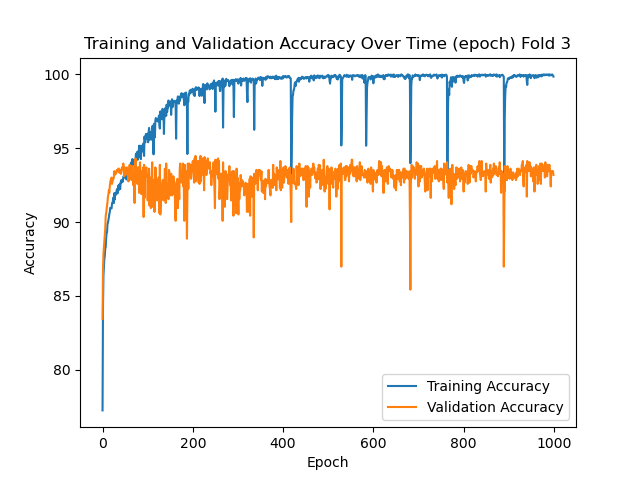 Training and Validation Accuracy Over Time (epoch) Fold 3
100
95
90
85
80
Accuracy
0
200
400
600
800
1000
Epoch
Training Accuracy
Validation Accuracy